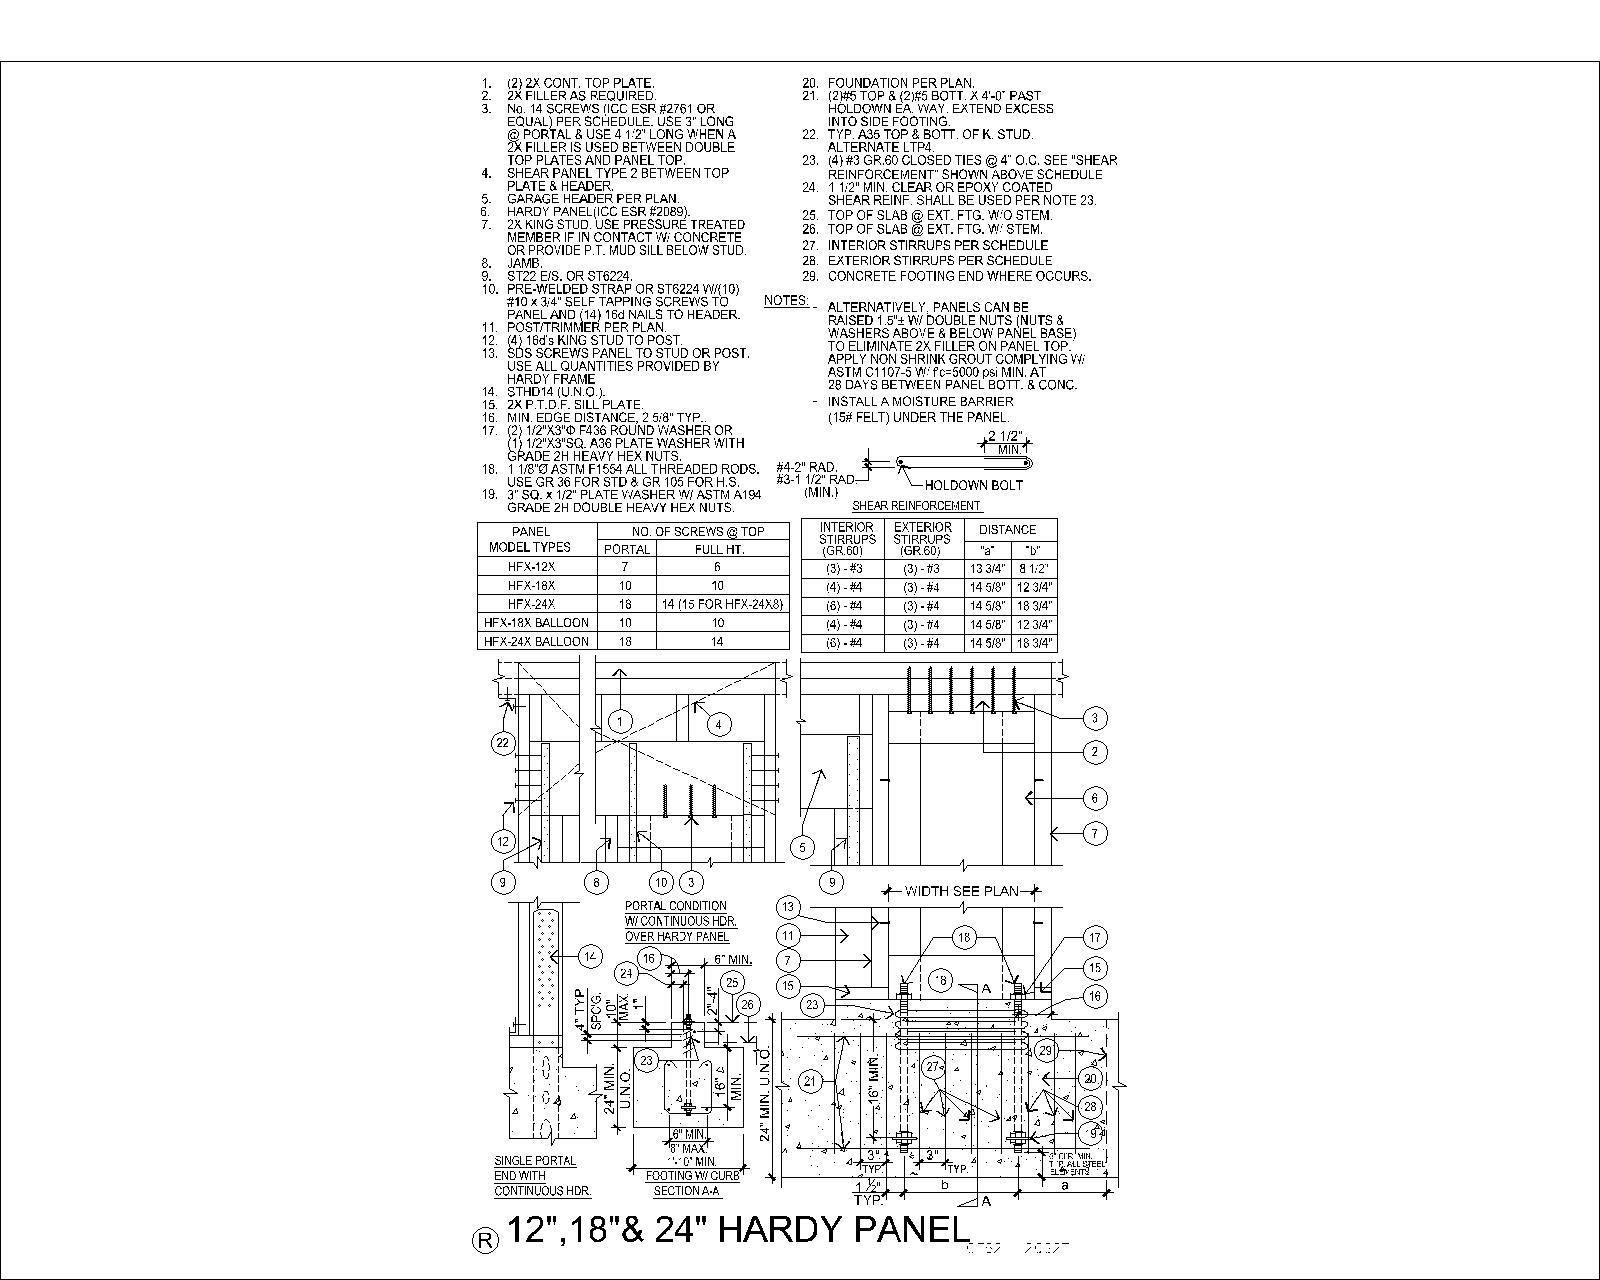 1. (2) 2X CONT. TOP PLATE.
2. 2X FILLER AS REQUIRED.
3. No. 14 SCREWS (ICC ESR #2761 OR
EQUAL) PER SCHEDULE. USE 3" LONG
@ PORTAL & USE 4 1/2" LONG WHEN A
2X FILLER IS USED BETWEEN DOUBLE
TOP PLATES AND PANEL TOP.
4. SHEAR PANEL TYPE 2 BETWEEN TOP
PLATE & HEADER.
5. GARAGE HEADER PER PLAN.
6. HARDY PANEL(ICC ESR #2089).
7. 2X KING STUD. USE PRESSURE TREATED
MEMBER IF IN CONTACT W/ CONCRETE
OR PROVIDE P.T. MUD SILL BELOW STUD.
8. JAMB.
9. ST22 E/S. OR ST6224.
10. PRE-WELDED STRAP OR ST6224 W/(10)
#10 x 3/4" SELF TAPPING SCREWS TO
PANEL AND (14) 16d NAILS TO HEADER.
11. POST/TRIMMER PER PLAN.
12. (4) 16d's KING STUD TO POST.
13. SDS SCREWS PANEL TO STUD OR POST.
USE ALL QUANTITIES PROVIDED BY
HARDY FRAME
14. STHD14 (U.N.O.).
15. 2X P.T.D.F. SILL PLATE.
16. MIN. EDGE DISTANCE, 2 5/8" TYP..
17. (2) 1/2"X3"Φ F436 ROUND WASHER OR
(1) 1/2"X3"SQ. A36 PLATE WASHER WITH
GRADE 2H HEAVY HEX NUTS.
18. 1 1/8"Ø ASTM F1554 ALL THREADED RODS.
USE GR 36 FOR STD & GR 105 FOR H.S.
19. 3" SQ. x 1/2" PLATE WASHER W/ ASTM A194
GRADE 2H DOUBLE HEAVY HEX NUTS.
20. FOUNDATION PER PLAN.
21. (2)#5 TOP & (2)#5 BOTT. X 4'-0" PAST
HOLDOWN EA. WAY. EXTEND EXCESS
INTO SIDE FOOTING.
22. TYP. A35 TOP & BOTT. OF K. STUD.
ALTERNATE LTP4.
23. (4) #3 GR.60 CLOSED TIES @ 4" O.C. SEE "SHEAR
REINFORCEMENT" SHOWN ABOVE SCHEDULE
24. 1 1/2" MIN. CLEAR OR EPOXY COATED
SHEAR REINF. SHALL BE USED PER NOTE 23.
25. TOP OF SLAB @ EXT. FTG. W/O STEM.
26. TOP OF SLAB @ EXT. FTG. W/ STEM.
27. INTERIOR STIRRUPS PER SCHEDULE
28. EXTERIOR STIRRUPS PER SCHEDULE
29. CONCRETE FOOTING END WHERE OCCURS.
NOTES:
- ALTERNATIVELY, PANELS CAN BE
RAISED 1.5"± W/ DOUBLE NUTS (NUTS &
WASHERS ABOVE & BELOW PANEL BASE)
TO ELIMINATE 2X FILLER ON PANEL TOP.
APPLY NON SHRINK GROUT COMPLYING W/
ASTM C1107-5 W/ f'c=5000 psi MIN. AT
28 DAYS BETWEEN PANEL BOTT. & CONC.
- INSTALL A MOISTURE BARRIER
(15# FELT) UNDER THE PANEL.
2 1/2"
MIN.
#4-2" RAD.
#3-1 1/2" RAD.
(MIN.)
HOLDOWN BOLT
SHEAR REINFORCEMENT
PANEL MODEL TYPES NO. OF SCREWS @ TOP
PORTAL FULL HT.
HFX-12X 7 6
HFX-18X 10 10
HFX-24X 18 14 (15 FOR HFX-24X8)
HFX-18X BALLOON 10 10
HFX-24X BALLOON 18 14
INTERIOR STIRRUPS (GR.60) EXTERIOR STIRRUPS (GR.60) DISTANCE
"a" "b"
(3) - #3 (3) - #3 13 3/4" 8 1/2"
(4) - #4 (3) - #4 14 5/8" 12 3/4"
(6) - #4 (3) - #4 14 5/8" 18 3/4"
(4) - #4 (3) - #4 14 5/8" 12 3/4"
(6) - #4 (3) - #4 14 5/8" 18 3/4"
1
4
22
12
9
8
10
3
5
9
3
2
6
7
PORTAL CONDITION
W/ CONTINUOUS HDR.
OVER HARDY PANEL
WIDTH SEE PLAN
14
16
24
6" MIN.
25
26
4" TYP
SPC'G.
10"
MAX.
1"
2"-4"
23
24" MIN.
U.N.O.
16"
MIN.
6" MIN.
8" MAX.
FOOTING W/ CURB
SECTION A-A
SINGLE PORTAL
END WITH
CONTINUOUS HDR.
13
11
7
15
23
18
18
17
15
16
A
21
24" MIN. U.N.O.
16" MIN.
27
29
20
28
3"
TYP.
3"
TYP.
1 1/2"
TYP.
b
a
A
® 12",18"& 24" HARDY PANEL